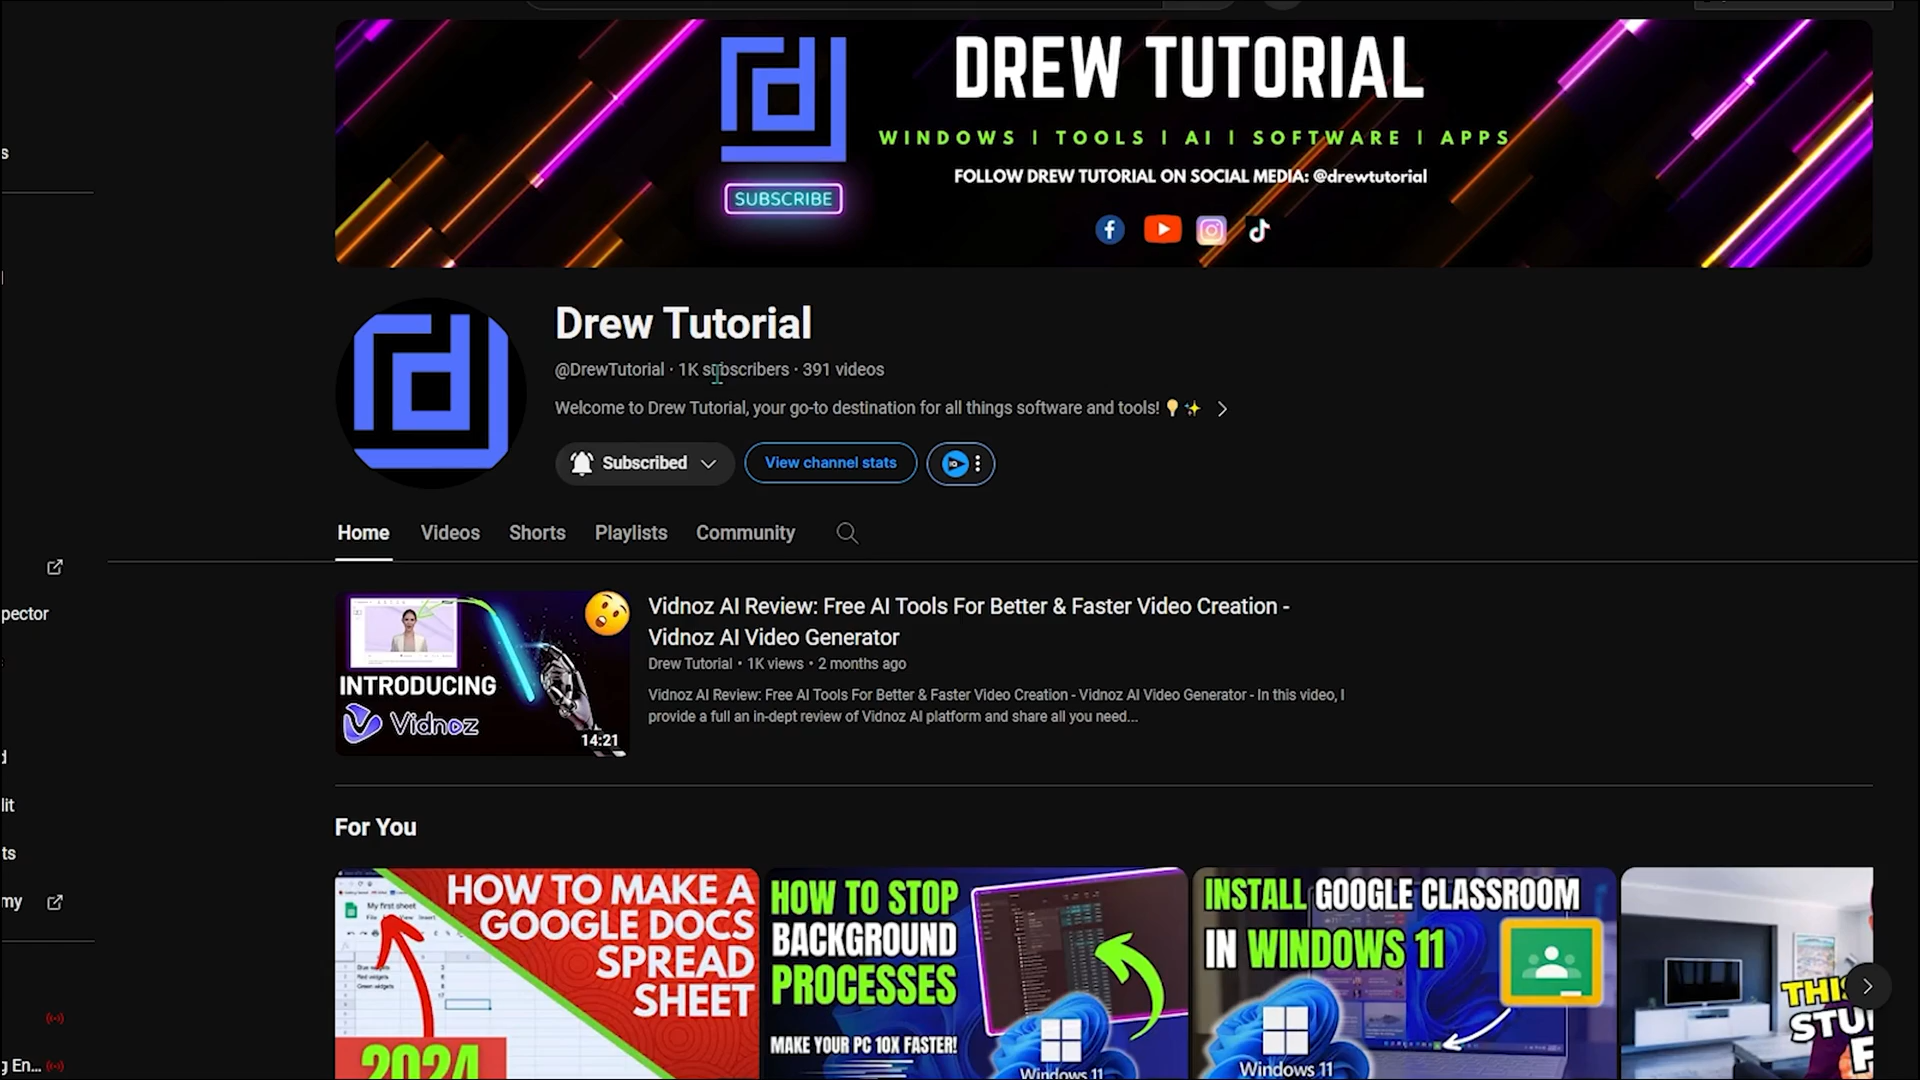 DREW TUTORIAL
WINDOWS | TOOLS | AI | SOFTWARE | APPS
FOLLOW DREW TUTORIAL ON SOCIAL MEDIA: @drewtutorial
SUBSCRIBE
Drew Tutorial
@DrewTutorial · 1K subscribers · 391 videos
Welcome to Drew Tutorial, your go-to destination for all things software and tools! 💡✨
Subscribed
View channel stats
Home Videos Shorts Playlists Community
pector
lit
ts
my
g En...
Vidnoz AI Review: Free AI Tools For Better & Faster Video Creation -
Vidnoz AI Video Generator
Drew Tutorial • 1K views • 2 months ago
Vidnoz AI Review: Free AI Tools For Better & Faster Video Creation - Vidnoz AI Video Generator - In this video, I
provide a full an in-dept review of Vidnoz AI platform and share all you need...
INTRODUCING
Vidnoz
14:21
For You
HOW TO MAKE A
GOOGLE DOCS
SPREAD
SHEET
My first sheet
2024
HOW TO STOP
BACKGROUND
PROCESSES
MAKE YOUR PC 10X FASTER!
Windows 11
INSTALL GOOGLE CLASSROOM
IN WINDOWS 11
Windows 11
THIS
STU
F